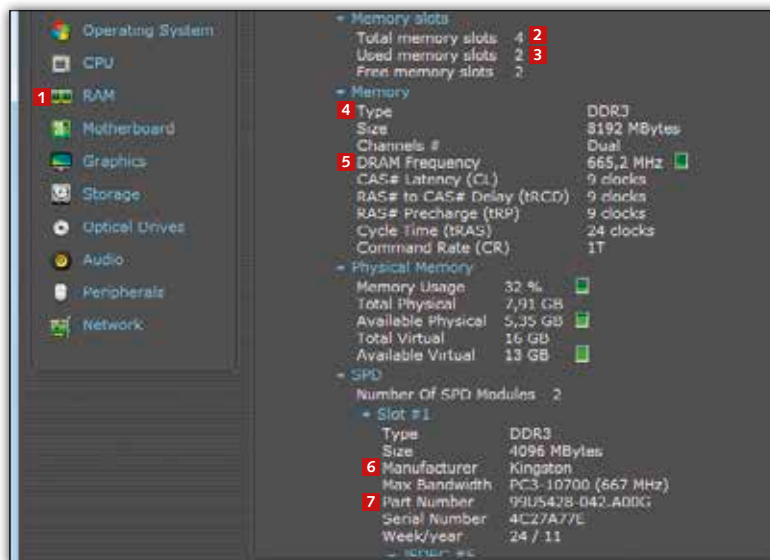 Operating System
CPU
1 RAM
Motherboard
Graphics
Storage
Optical Drives
Audio
Peripherals
Network
Memory slots
Total memory slots 4 2
Used memory slots 2 3
Free memory slots 2
Memory
4 Type DDR3
Size 8192 MBytes
Channels # Dual
5 DRAM Frequency 665,2 MHz
CAS# Latency (CL) 9 clocks
RAS# to CAS# Delay (tRCD) 9 clocks
RAS# Precharge (tRP) 9 clocks
Cycle Time (tRAS) 24 clocks
Command Rate (CR) 1T
Physical Memory
Memory Usage 32 %
Total Physical 7,91 GB
Available Physical 5,35 GB
Total Virtual 16 GB
Available Virtual 13 GB
SPD
Number Of SPD Modules 2
Slot #1
Type DDR3
Size 4096 MBytes
6 Manufacturer Kingston
Max Bandwidth PC3-10700 (667 MHz)
7 Part Number 99U5428-042.A00G
Serial Number 4C27A77E
Week/year 24 / 11